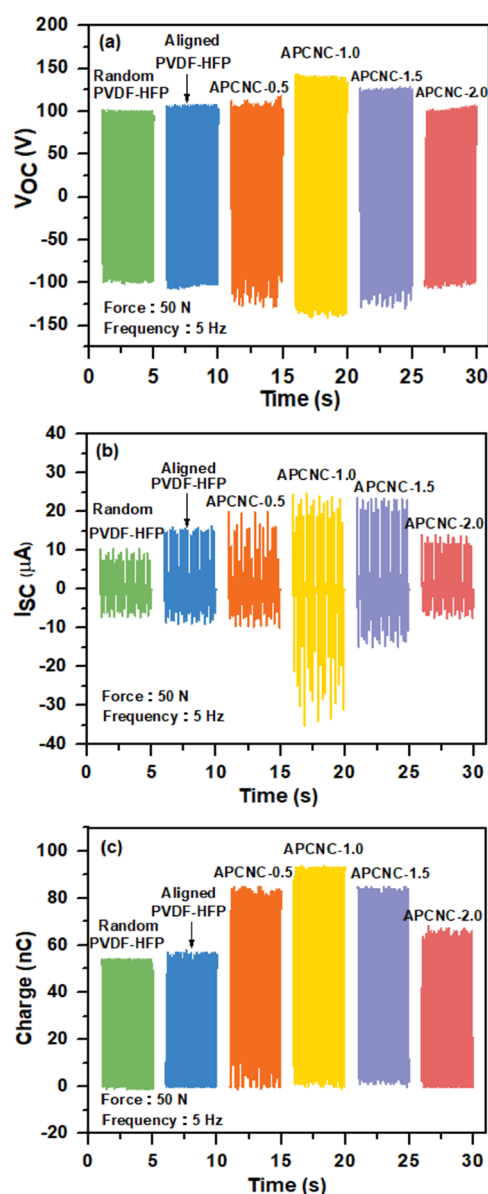 (a)
Aligned
PVDF-HFP
Random
PVDF-HFP
APCNC-0.5
APCNC-1.0
APCNC-1.5
APCNC-2.0
200
150
100
50
0
-50
-100
-150
VOC (V)
Force : 50 N
Frequency : 5 Hz
0 5 10 15 20 25 30
Time (s)
(b)
Aligned
PVDF-HFP
Random
PVDF-HFP
APCNC-0.5
APCNC-1.0
APCNC-1.5
APCNC-2.0
40
30
20
10
0
-10
-20
-30
-40
ISC (μA)
Force : 50 N
Frequency : 5 Hz
0 5 10 15 20 25 30
Time (s)
(c)
Aligned
PVDF-HFP
Random
PVDF-HFP
APCNC-0.5
APCNC-1.0
APCNC-1.5
APCNC-2.0
100
80
60
40
20
0
-20
Charge (nC)
Force : 50 N
Frequency : 5 Hz
0 5 10 15 20 25 30
Time (s)